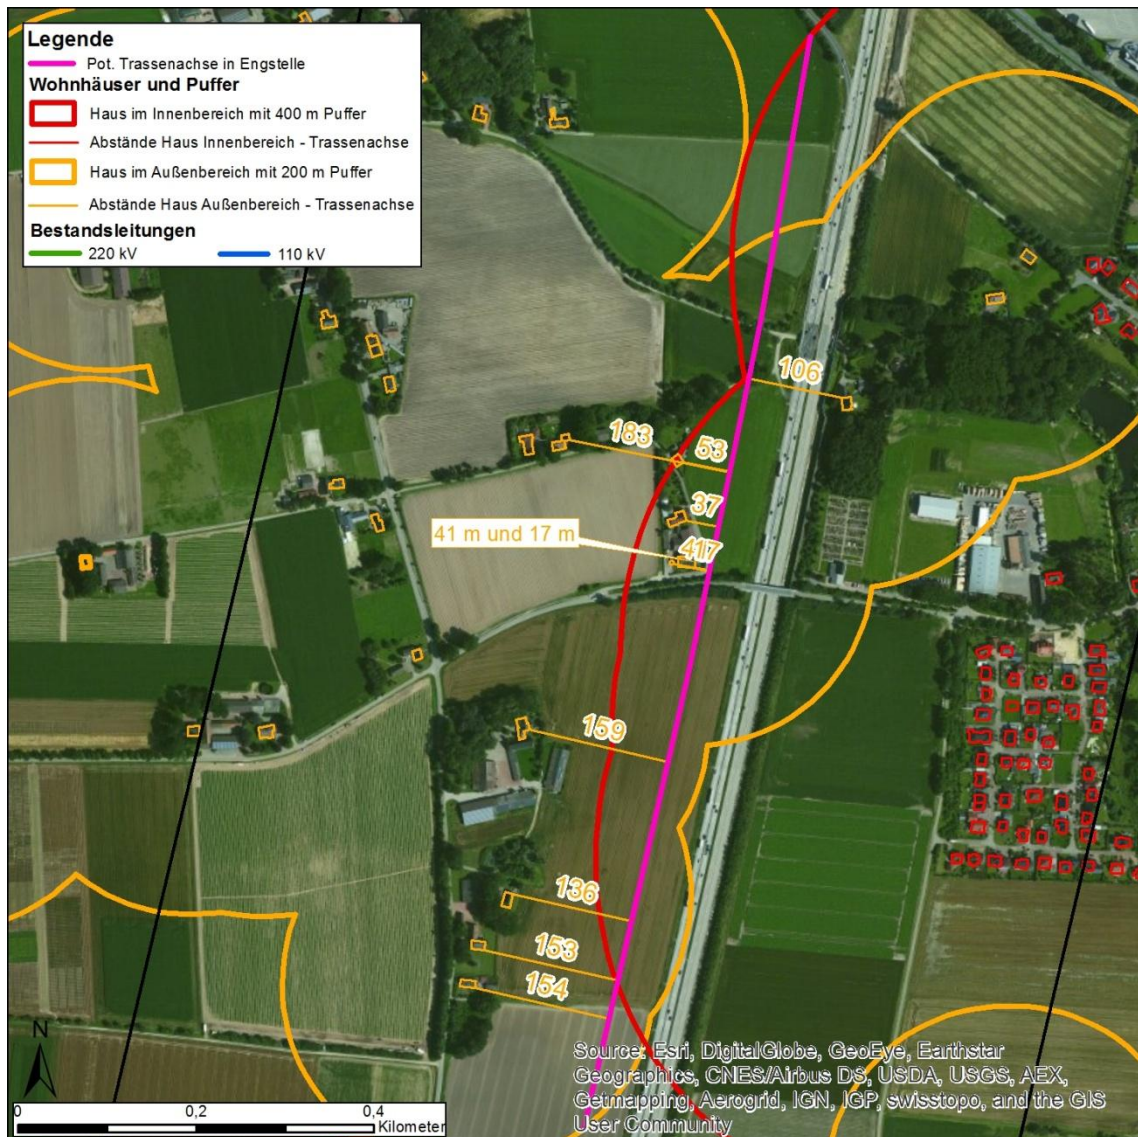 Legende
Pot. Trassenachse in Engstelle
Wohnhäuser und Puffer
Haus im Innenbereich mit 400 m Puffer
Abstände Haus Innenbereich - Trassenachse
Haus im Außenbereich mit 200 m Puffer
Abstände Haus Außenbereich - Trassenachse
Bestandsleitungen
220 kV 110 kV
106
183 53
37
41 m und 17 m
417
159
136
153
154
N
0 0,2 0,4
Kilometer
Source: Esri, DigitalGlobe, GeoEye, Earthstar
Geographics, CNES/Airbus DS, USDA, USGS, AEX,
Getmapping, Aerogrid, IGN, IGP, swisstopo, and the GIS
User Community